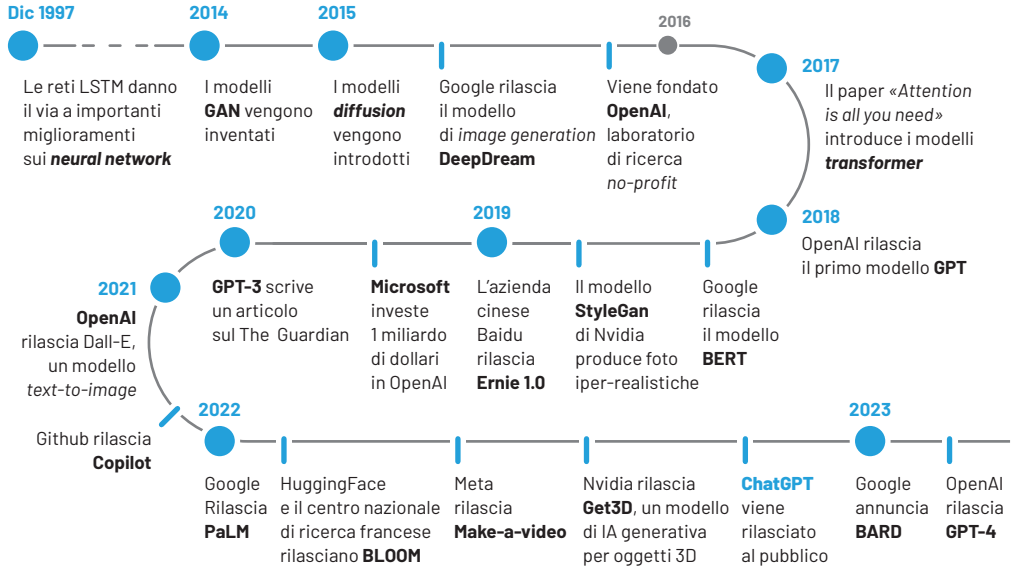 Dic 1997
Le reti LSTM danno
il via a importanti
miglioramenti
sui neural network
2014
I modelli
GAN vengono
inventati
2015
I modelli
diffusion
vengono
introdotti
Google rilascia
il modello
di image generation
DeepDream
Viene fondato
OpenAI,
laboratorio
di ricerca
no-profit
2016
2017
Il paper «Attention
is all you need»
introduce i modelli
transformer
2018
OpenAI rilascia
il primo modello GPT
Google
rilascia
il modello
BERT
Il modello
StyleGan
di Nvidia
produce foto
iper-realistiche
2019
L’azienda
cinese
Baidu
rilascia
Ernie 1.0
Microsoft
investe
1 miliardo
di dollari
in OpenAI
2020
GPT-3 scrive
un articolo
sul The Guardian
2021
OpenAI
rilascia Dall-E,
un modello
text-to-image
Github rilascia
Copilot
2022
Google
Rilascia
PaLM
HuggingFace
e il centro nazionale
di ricerca francese
rilasciano BLOOM
Meta
rilascia
Make-a-video
Nvidia rilascia
Get3D, un modello
di IA generativa
per oggetti 3D
ChatGPT
viene
rilasciato
al pubblico
2023
Google
annuncia
BARD
OpenAI
rilascia
GPT-4